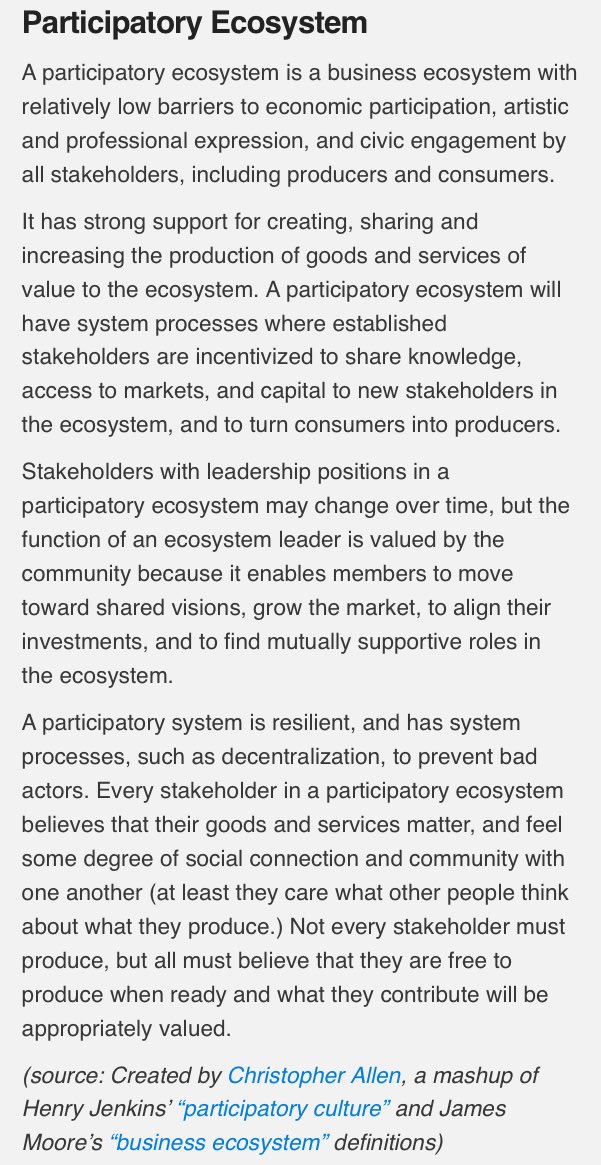 Participatory Ecosystem
A participatory ecosystem is a business ecosystem with
relatively low barriers to economic participation, artistic
and professional expression, and civic engagement by
all stakeholders, including producers and consumers.
It has strong support for creating, sharing and
increasing the production of goods and services of
value to the ecosystem. A participatory ecosystem will
have system processes where established
stakeholders are incentivized to share knowledge,
access to markets, and capital to new stakeholders in
the ecosystem, and to turn consumers into producers.
Stakeholders with leadership positions in a
participatory ecosystem may change over time, but the
function of an ecosystem leader is valued by the
community because it enables members to move
toward shared visions, grow the market, to align their
investments, and to find mutually supportive roles in
the ecosystem.
A participatory system is resilient, and has system
processes, such as decentralization, to prevent bad
actors. Every stakeholder in a participatory ecosystem
believes that their goods and services matter, and feel
some degree of social connection and community with
one another (at least they care what other people think
about what they produce.) Not every stakeholder must
produce, but all must believe that they are free to
produce when ready and what they contribute will be
appropriately valued.
(source: Created by Christopher Allen, a mashup of
Henry Jenkins’ “participatory culture” and James
Moore’s “business ecosystem” definitions)